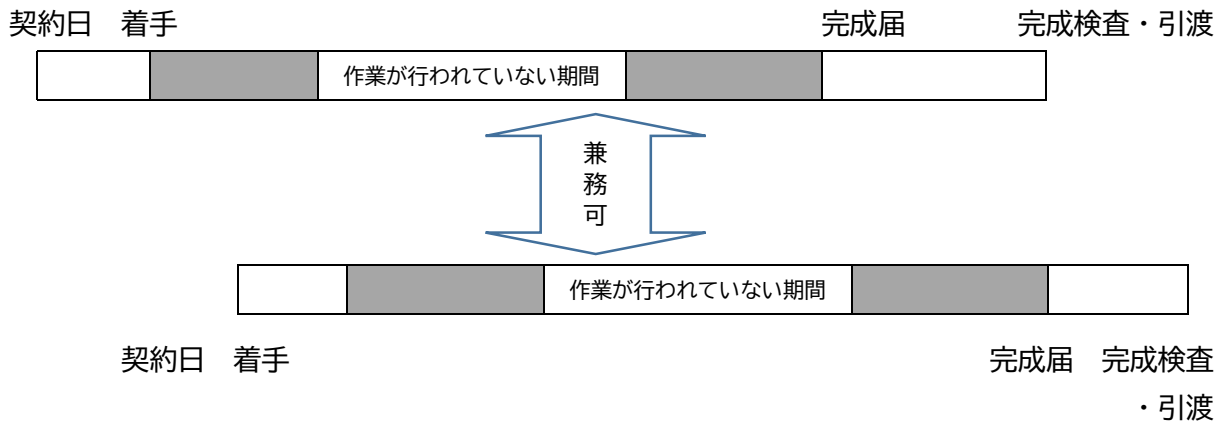 契約日 着手 完成届 完成検査・引渡
作業が行われていない期間
兼
務
可
作業が行われていない期間
契約日 着手 完成届 完成検査
・引渡